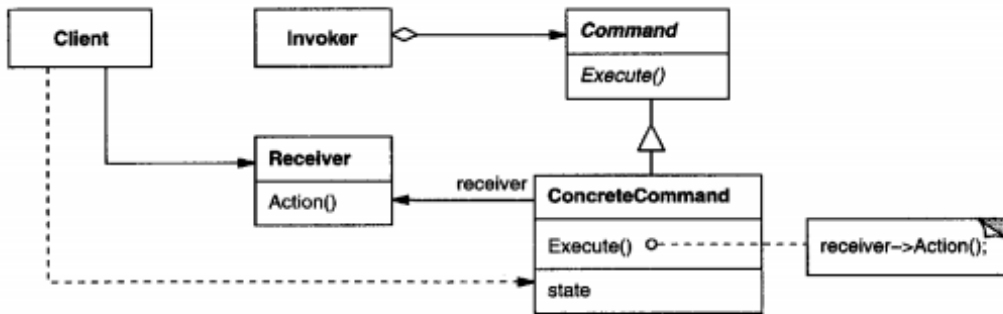 Client
Invoker
Command
Execute()
Receiver
Action()
receiver
ConcreteCommand
Execute()
state
receiver->Action();